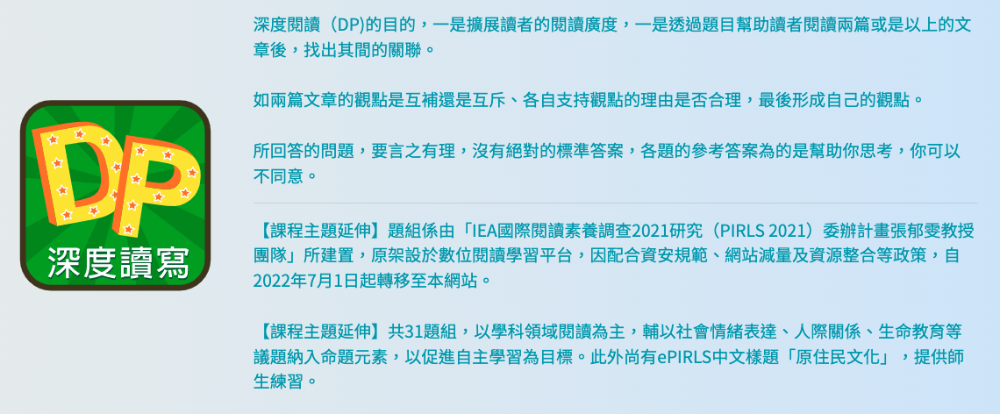 深度閱讀（DP)的目的，一是擴展讀者的閱讀廣度，一是透過題目幫助讀者閱讀兩篇或是以上的文
章後，找出其間的關聯。
如兩篇文章的觀點是互補還是互斥、各自支持觀點的理由是否合理，最後形成自己的觀點。
所回答的問題，要言之有理，沒有絕對的標準答案，各題的參考答案為的是幫助你思考，你可以
不同意。
DP
深度讀寫
【課程主題延伸】題組係由「IEA國際閱讀素養調查2021研究（PIRLS 2021）委辦計畫張郁雯教授
團隊」所建置，原架設於數位閱讀學習平台，因配合資安規範、網站減量及資源整合等政策，自
2022年7月1日起轉移至本網站。
【課程主題延伸】共31題組，以學科領域閱讀為主，輔以社會情緒表達、人際關係、生命教育等
議題納入命題元素，以促進自主學習為目標。此外尚有ePIRLS中文樣題「原住民文化」，提供師
生練習。